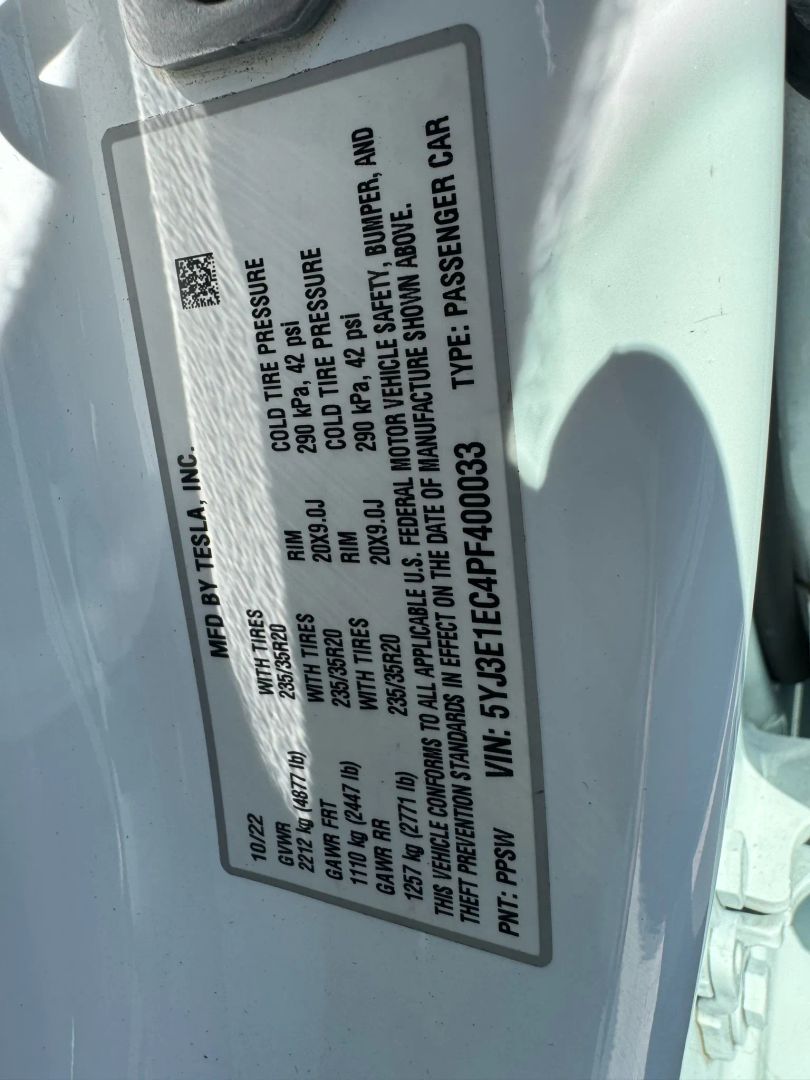 MFD BY TESLA, INC.
10/22
GVWR WITH TIRES COLD TIRE PRESSURE
2212 kg (4877 lb) 235/35R20 RIM 290 kPa, 42 psi
GAWR FRT WITH TIRES 20X9.0J COLD TIRE PRESSURE
1110 kg (2447 lb) 235/35R20 RIM 290 kPa, 42 psi
GAWR RR WITH TIRES 20X9.0J
1257 kg (2771 lb) 235/35R20
THIS VEHICLE CONFORMS TO ALL APPLICABLE U.S. FEDERAL MOTOR VEHICLE SAFETY, BUMPER, AND
THEFT PREVENTION STANDARDS IN EFFECT ON THE DATE OF MANUFACTURE SHOWN ABOVE.
PNT: PPSW VIN: 5YJ3E1EC4PF400033 TYPE: PASSENGER CAR